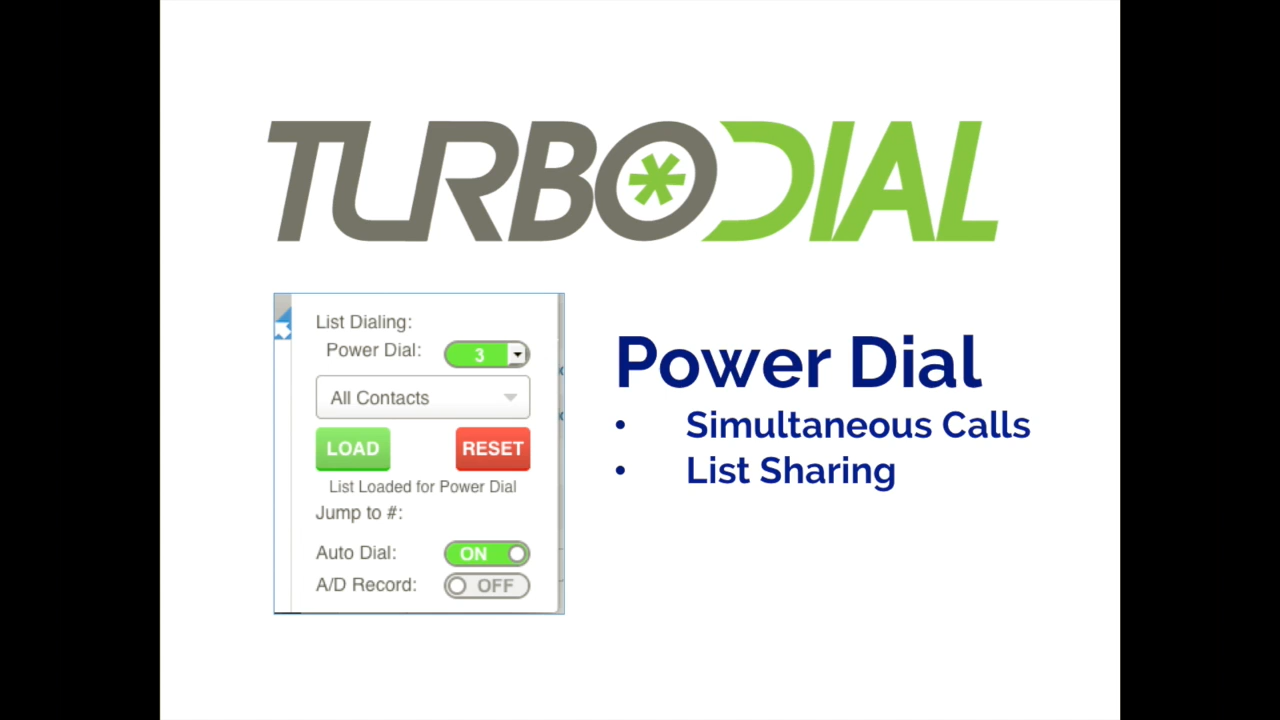 TURBODIAL
List Dialing:
Power Dial: 3
All Contacts
LOAD RESET
List Loaded for Power Dial
Jump to #:
Auto Dial: ON
A/D Record: OFF
Power Dial
• Simultaneous Calls
• List Sharing